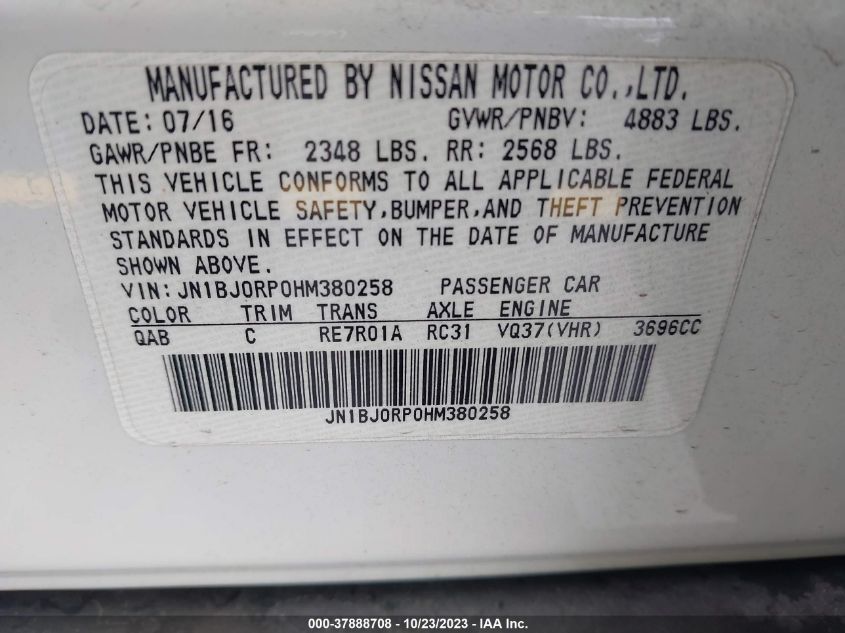 MANUFACTURED BY NISSAN MOTOR CO.,LTD.
DATE: 07/16 GVWR/PNBV: 4883 LBS.
GAWR/PNBE FR: 2348 LBS. RR: 2568 LBS.
THIS VEHICLE CONFORMS TO ALL APPLICABLE FEDERAL
MOTOR VEHICLE SAFETY,BUMPER,AND THEFT PREVENTION
STANDARDS IN EFFECT ON THE DATE OF MANUFACTURE
SHOWN ABOVE.
VIN: JN1BJ0RP0HM380258 PASSENGER CAR
COLOR TRIM TRANS AXLE ENGINE
QAB C RE7R01A RC31 VQ37(VHR) 3696CC
JN1BJ0RP0HM380258
000-37888708 - 10/23/2023 - IAA, Inc.